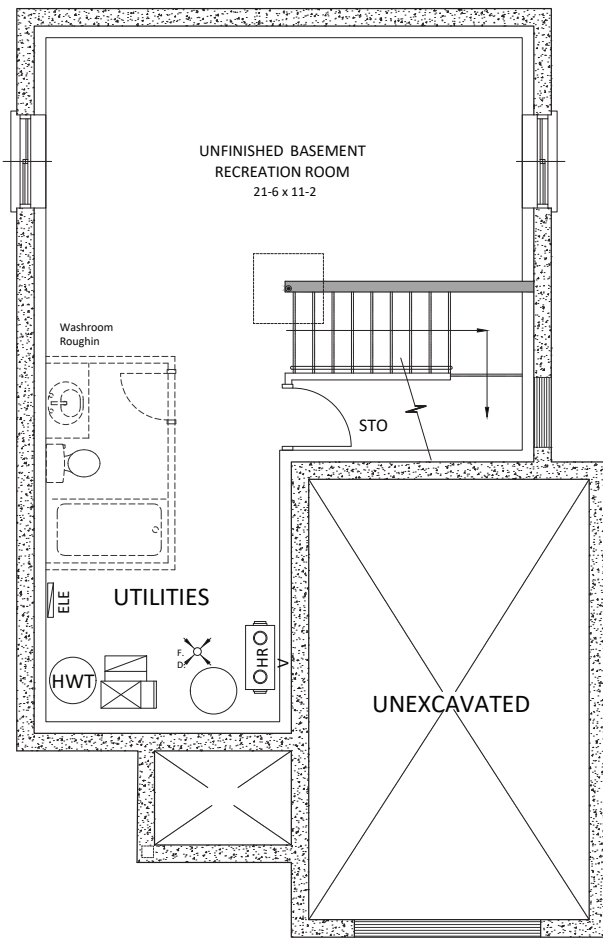 UNFINISHED BASEMENT
RECREATION ROOM
21-6 x 11-2
Washroom
Roughin
STO
UTILITIES
ELE
F.
D.
HWT
HR
V
UNEXCAVATED